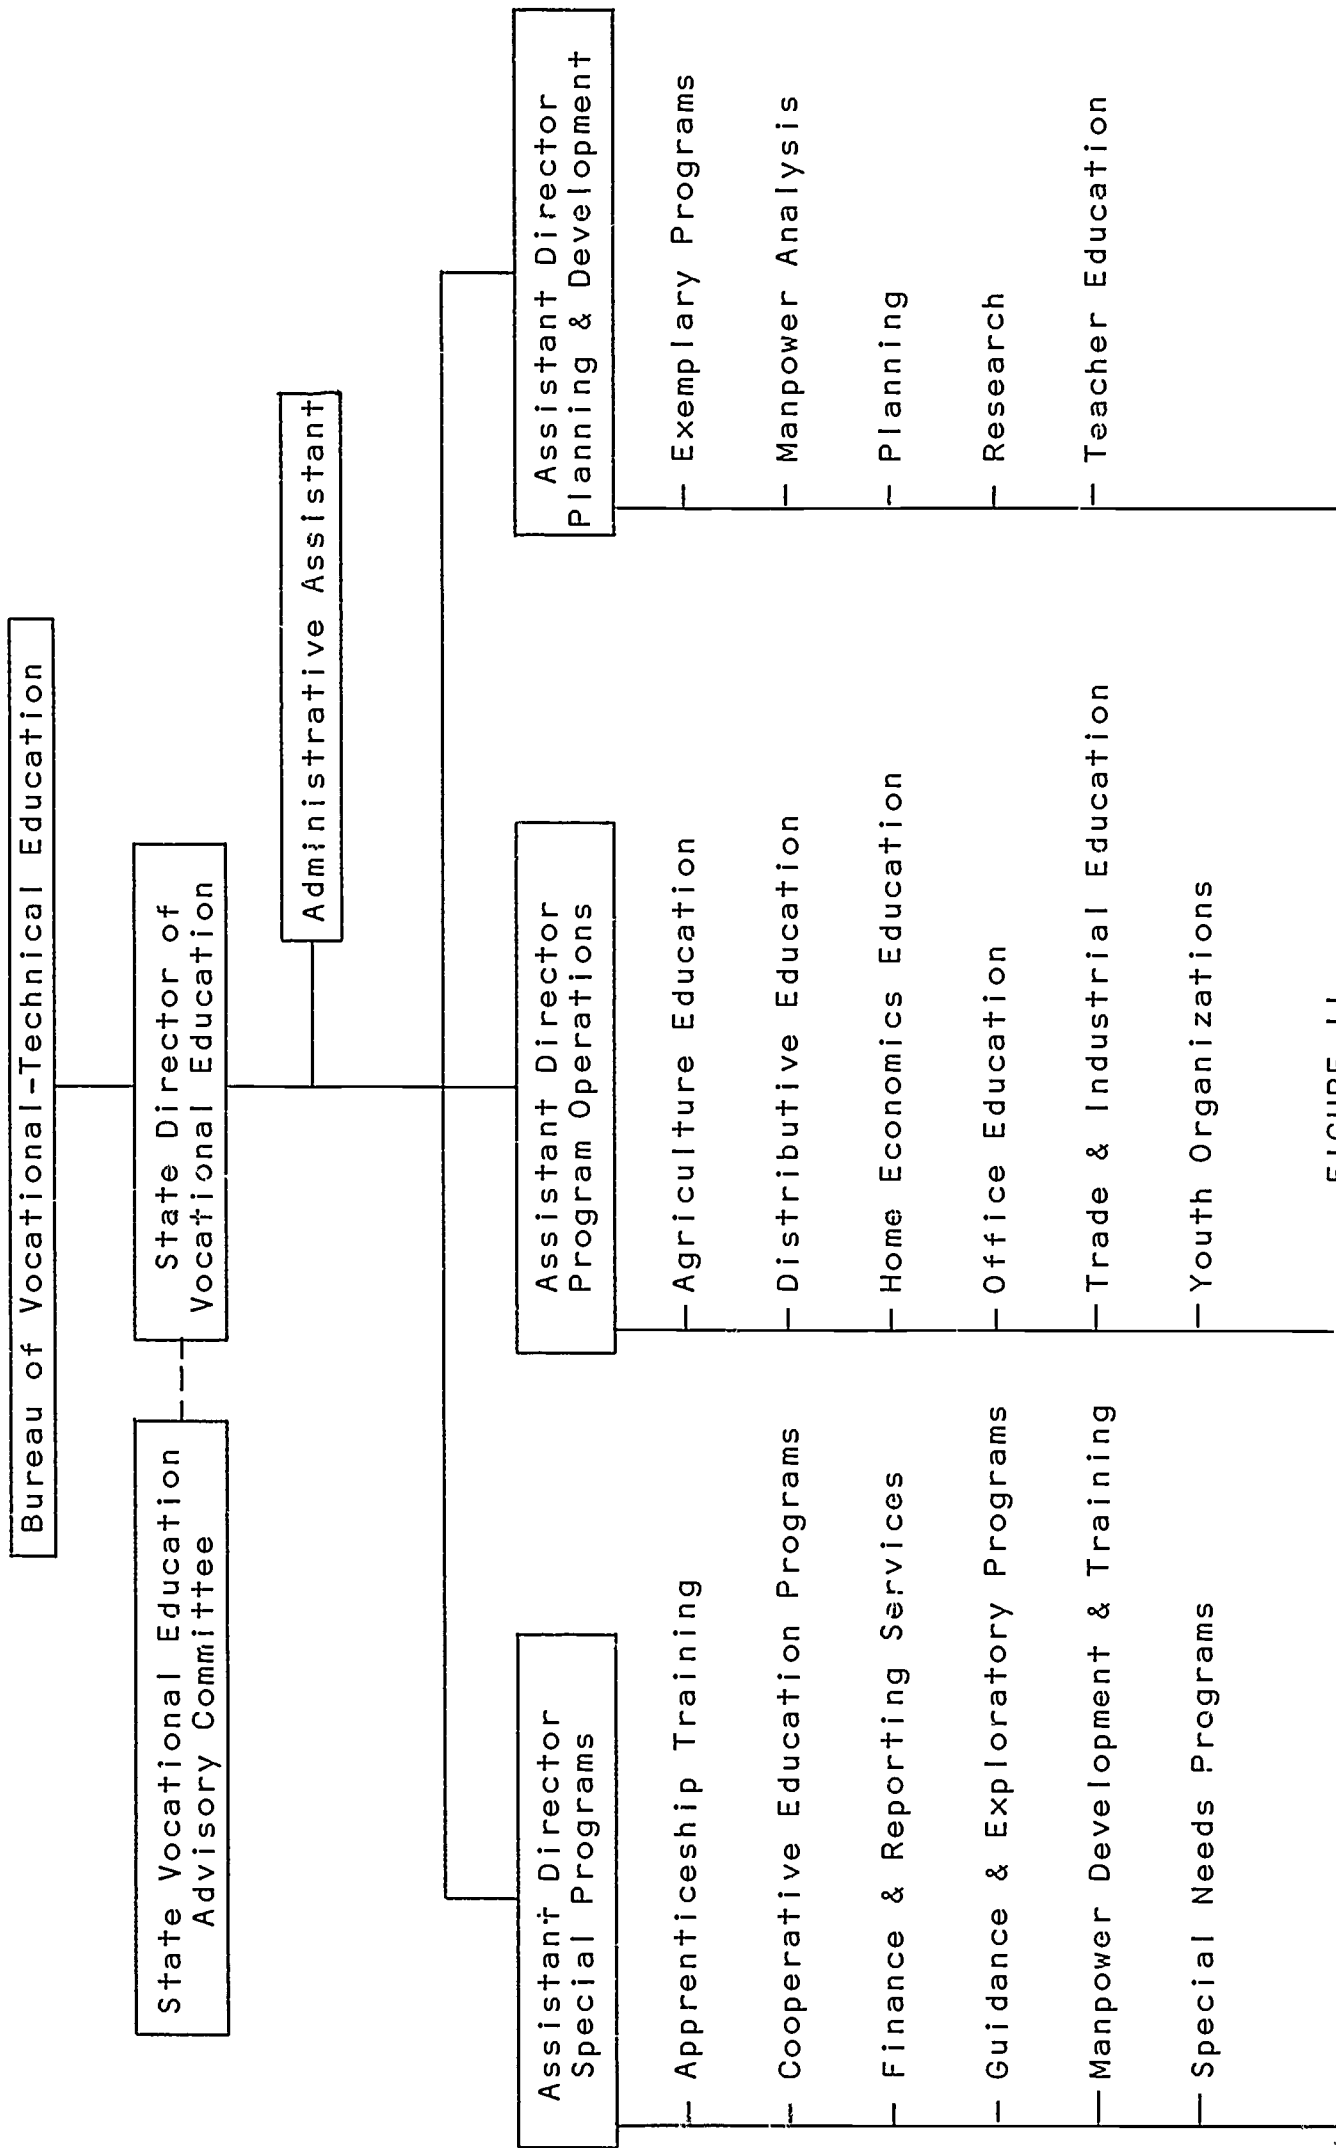 Bureau of Vocational-Technical Education
State Vocational Education
Advisory Committee
State Director of
Vocational Education
Administrative Assistant
Assistant Director
Special Programs
Apprenticeship Training
Cooperative Education Programs
Finance & Reporting Services
Guidance & Exploratory Programs
Manpower Development & Training
Special Needs Programs
Assistant Director
Program Operations
Agriculture Education
Distributive Education
Home Economics Education
Office Education
Trade & Industrial Education
Youth Organizations
Assistant Director
Planning & Development
Exemplary Programs
Manpower Analysis
Planning
Research
Teacher Education
FIGURE